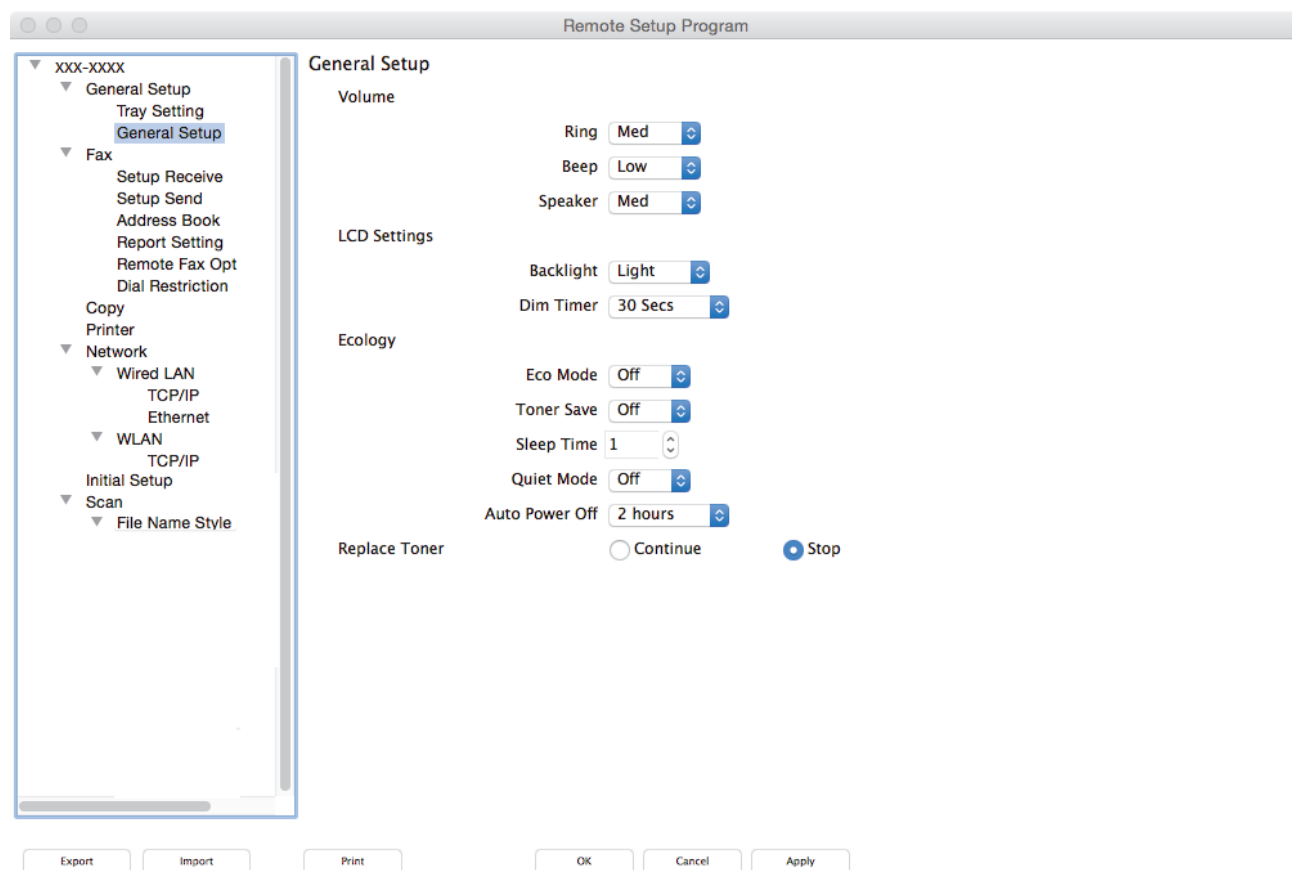 Remote Setup Program
XXX-XXXX
General Setup
Tray Setting
General Setup
Fax
Setup Receive
Setup Send
Address Book
Report Setting
Remote Fax Opt
Dial Restriction
Copy
Printer
Network
Wired LAN
TCP/IP
Ethernet
WLAN
TCP/IP
Initial Setup
Scan
File Name Style
General Setup
Volume
Ring Med
Beep Low
Speaker Med
LCD Settings
Backlight Light
Dim Timer 30 Secs
Ecology
Eco Mode Off
Toner Save Off
Sleep Time 1
Quiet Mode Off
Auto Power Off 2 hours
Replace Toner Continue Stop
Export Import Print OK Cancel Apply